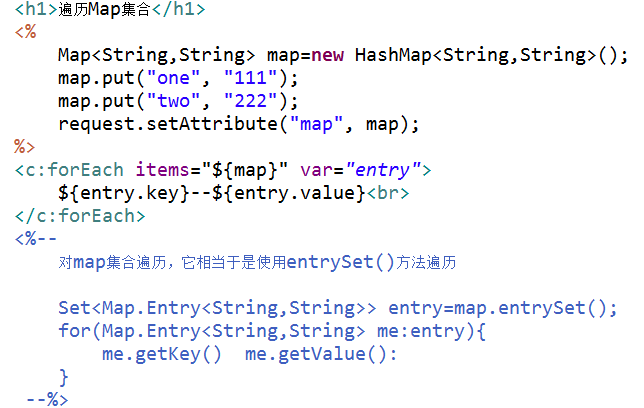 <h1>遍历Map集合</h1>
<%
Map<String,String> map=new HashMap<String,String>();
map.put("one", "111");
map.put("two", "222");
request.setAttribute("map", map);
%>
<c:forEach items="${map}" var="entry">
${entry.key}--${entry.value}<br>
</c:forEach>
<%--
对map集合遍历，它相当于是使用entrySet()方法遍历
Set<Map.Entry<String,String>> entry=map.entrySet();
for(Map.Entry<String,String> me:entry){
me.getKey()  me.getValue():
}
--%>